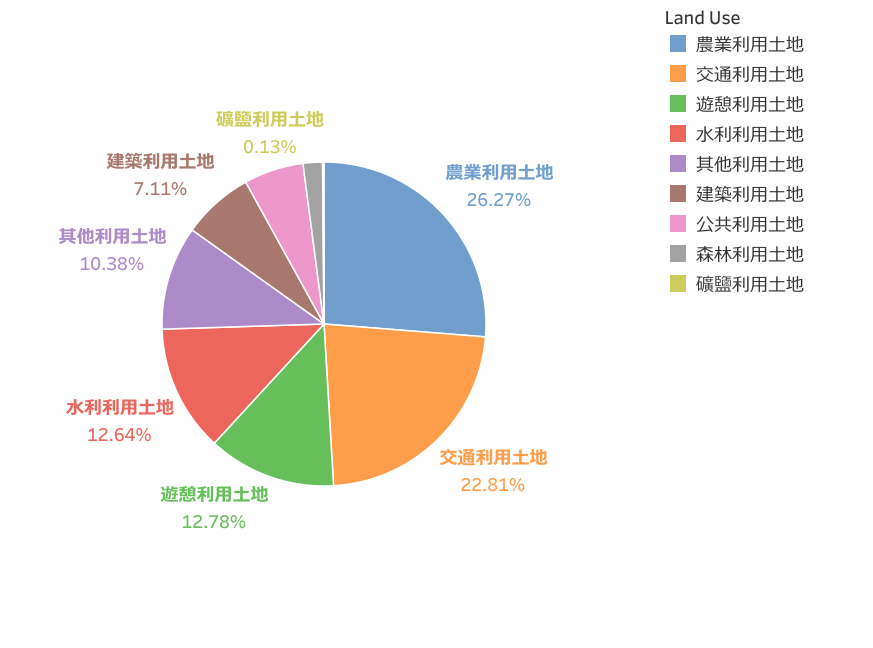 Land Use
農業利用土地
交通利用土地
遊憩利用土地
水利利用土地
其他利用土地
建築利用土地
公共利用土地
森林利用土地
礦鹽利用土地
礦鹽利用土地
0.13%
建築利用土地
7.11%
農業利用土地
26.27%
其他利用土地
10.38%
水利利用土地
12.64%
交通利用土地
22.81%
遊憩利用土地
12.78%